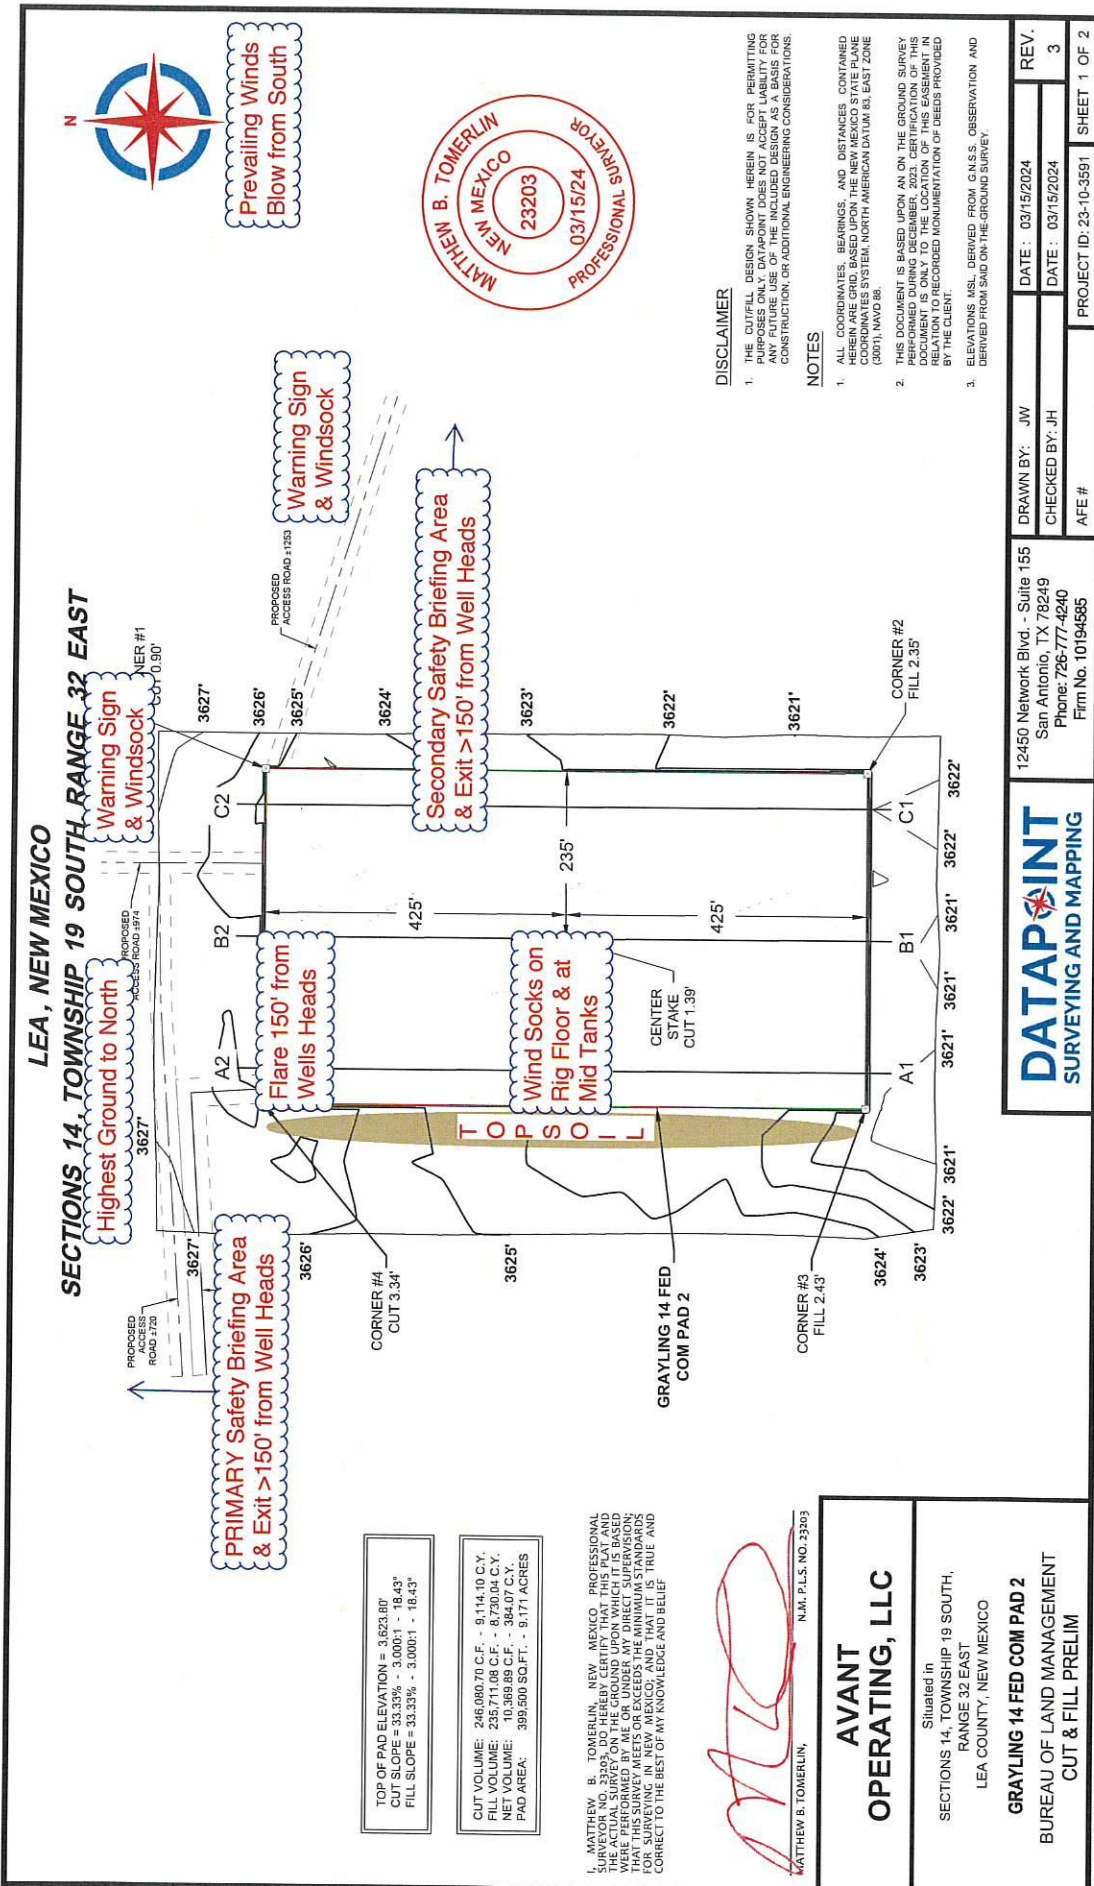 LEA , NEW MEXICO
SECTIONS 14, TOWNSHIP 19 SOUTH, RANGE 32 EAST
N
Prevailing Winds
Blow from South
MATTHEW B. TOMERLIN
NEW MEXICO
23203
03/15/24
PROFESSIONAL SURVEYOR
Highest Ground to North
Warning Sign
& Windsock
NER #1
CUT 0.90'
Warning Sign
& Windsock
PROPOSED
ACCESS ROAD ±1253
PROPOSED
ACCESS ROAD ±974
PROPOSED
ACCESS
ROAD ±720
PRIMARY Safety Briefing Area
& Exit >150' from Well Heads
Secondary Safety Briefing Area
& Exit >150' from Well Heads
Flare 150' from
Wells Heads
Wind Socks on
Rig Floor & at
Mid Tanks
CENTER
STAKE
CUT 1.39'
TOPSOIL
A2
B2
C2
A1
B1
C1
425'
425'
235'
3627'
3627'
3626'
3625'
3624'
3623'
3622'
3621'
3621'
3621'
3621'
3622'
3622'
3627'
3626'
3625'
3624'
3623'
3622'
3621'
CORNER #4
CUT 3.34'
CORNER #3
FILL 2.43'
CORNER #2
FILL 2.35'
GRAYLING 14 FED
COM PAD 2
TOP OF PAD ELEVATION = 3,623.80'
CUT SLOPE = 33.33% - 3.000:1 - 18.43°
FILL SLOPE = 33.33% - 3.000:1 - 18.43°
CUT VOLUME: 246,080.70 C.F. - 9,114.10 C.Y.
FILL VOLUME: 235,711.08 C.F. - 8,730.04 C.Y.
NET VOLUME: 10,369.89 C.F. - 384.07 C.Y.
PAD AREA: 399,500 SQ.FT. - 9.171 ACRES
I, MATTHEW B. TOMERLIN, NEW MEXICO PROFESSIONAL
SURVEYOR NO. 23203, DO HEREBY CERTIFY THAT THIS PLAT AND
THE ACTUAL SURVEY ON THE GROUND UPON WHICH IT IS BASED
WERE PERFORMED BY ME OR UNDER MY DIRECT SUPERVISION;
THAT THIS SURVEY MEETS OR EXCEEDS THE MINIMUM STANDARDS
FOR SURVEYING IN NEW MEXICO; AND THAT IT IS TRUE AND
CORRECT TO THE BEST OF MY KNOWLEDGE AND BELIEF
MATTHEW B. TOMERLIN, N.M. P.L.S. NO. 23203
DISCLAIMER
1. THE CUT/FILL DESIGN SHOWN HEREIN IS FOR PERMITTING
PURPOSES ONLY. DATAPOINT DOES NOT ACCEPT LIABILITY FOR
ANY FUTURE USE OF THE INCLUDED DESIGN AS A BASIS FOR
CONSTRUCTION, OR ADDITIONAL ENGINEERING CONSIDERATIONS.
NOTES
1. ALL COORDINATES, BEARINGS, AND DISTANCES CONTAINED
HEREIN ARE GRID, BASED UPON THE NEW MEXICO STATE PLANE
COORDINATES SYSTEM, NORTH AMERICAN DATUM 83, EAST ZONE
(3001), NAVD 88.
2. THIS DOCUMENT IS BASED UPON AN ON THE GROUND SURVEY
PERFORMED DURING DECEMBER, 2023. CERTIFICATION OF THIS
DOCUMENT IS ONLY TO THE LOCATION OF THIS EASEMENT IN
RELATION TO RECORDED MONUMENTATION OF DEEDS PROVIDED
BY THE CLIENT.
3. ELEVATIONS MSL, DERIVED FROM G.N.S.S. OBSERVATION AND
DERIVED FROM SAID ON-THE-GROUND SURVEY.
AVANT
OPERATING, LLC
Situated in
SECTIONS 14, TOWNSHIP 19 SOUTH,
RANGE 32 EAST
LEA COUNTY, NEW MEXICO
GRAYLING 14 FED COM PAD 2
BUREAU OF LAND MANAGEMENT
CUT & FILL PRELIM
DATAPOINT
SURVEYING AND MAPPING
12450 Network Blvd. - Suite 155
San Antonio, TX 78249
Phone: 726-777-4240
Firm No. 10194585
DRAWN BY: JW
DATE : 03/15/2024
REV.
CHECKED BY: JH
DATE : 03/15/2024
3
AFE #
PROJECT ID: 23-10-3591
SHEET 1 OF 2